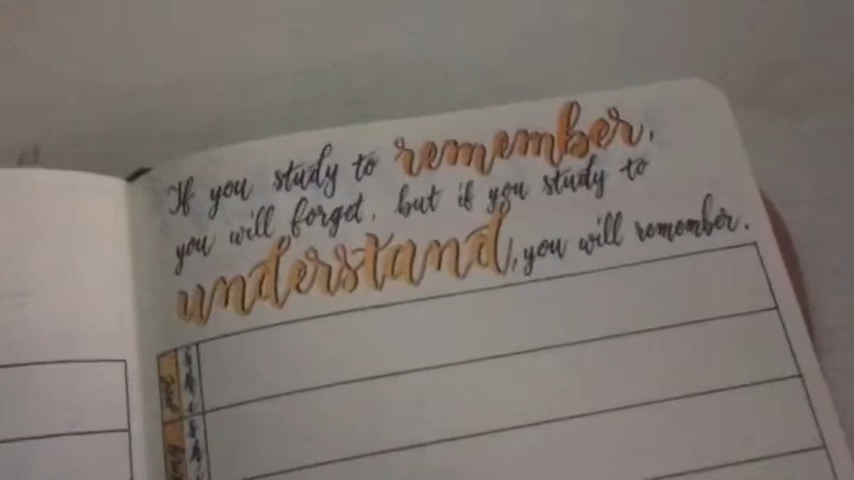 If you study to remember,
you will forget, but if you study to
understand, you will remember.